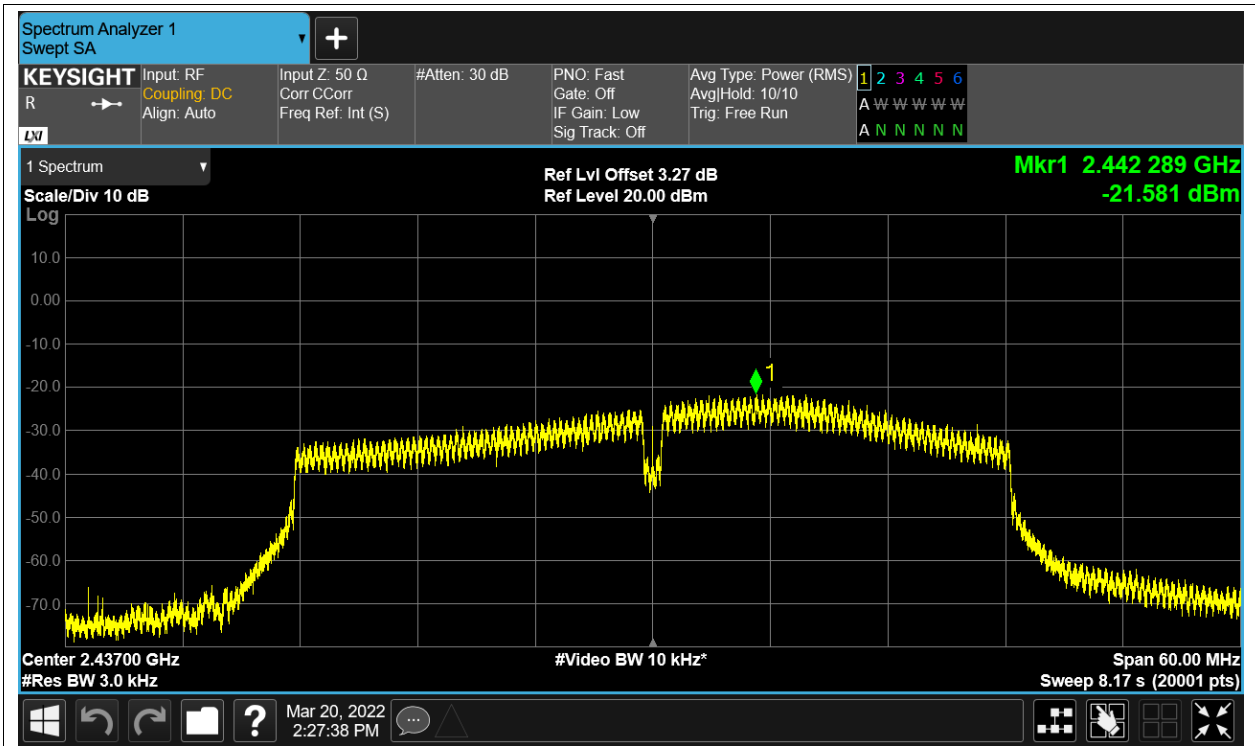 Spectrum Analyzer 1
Swept SA
KEYSIGHT
R
LXI
Input: RF
Coupling: DC
Align: Auto
Input Z: 50 Ω
Corr CCorr
Freq Ref: Int (S)
#Atten: 30 dB
PNO: Fast
Gate: Off
IF Gain: Low
Sig Track: Off
Avg Type: Power (RMS)
Avg|Hold: 10/10
Trig: Free Run
1 2 3 4 5 6
A W W W W W
A N N N N N
1 Spectrum
Scale/Div 10 dB
Log
Ref Lvl Offset 3.27 dB
Ref Level 20.00 dBm
Mkr1 2.442 289 GHz
-21.581 dBm
10.0
0.00
-10.0
-20.0
-30.0
-40.0
-50.0
-60.0
-70.0
1
Center 2.43700 GHz
#Res BW 3.0 kHz
#Video BW 10 kHz*
Span 60.00 MHz
Sweep 8.17 s (20001 pts)
?
Mar 20, 2022
2:27:38 PM